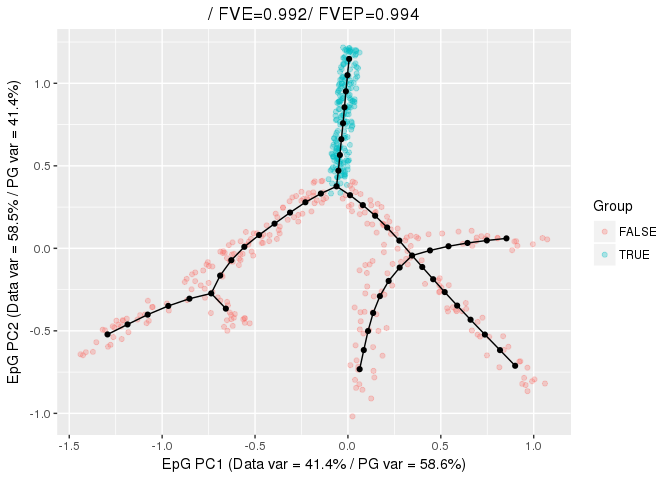 / FVE=0.992/ FVEP=0.994
EpG PC2 (Data var = 58.5% / PG var = 41.4%)
1.0
0.5
0.0
-0.5
-1.0
-1.5 -1.0 -0.5 0.0 0.5 1.0
EpG PC1 (Data var = 41.4% / PG var = 58.6%)
Group
FALSE
TRUE